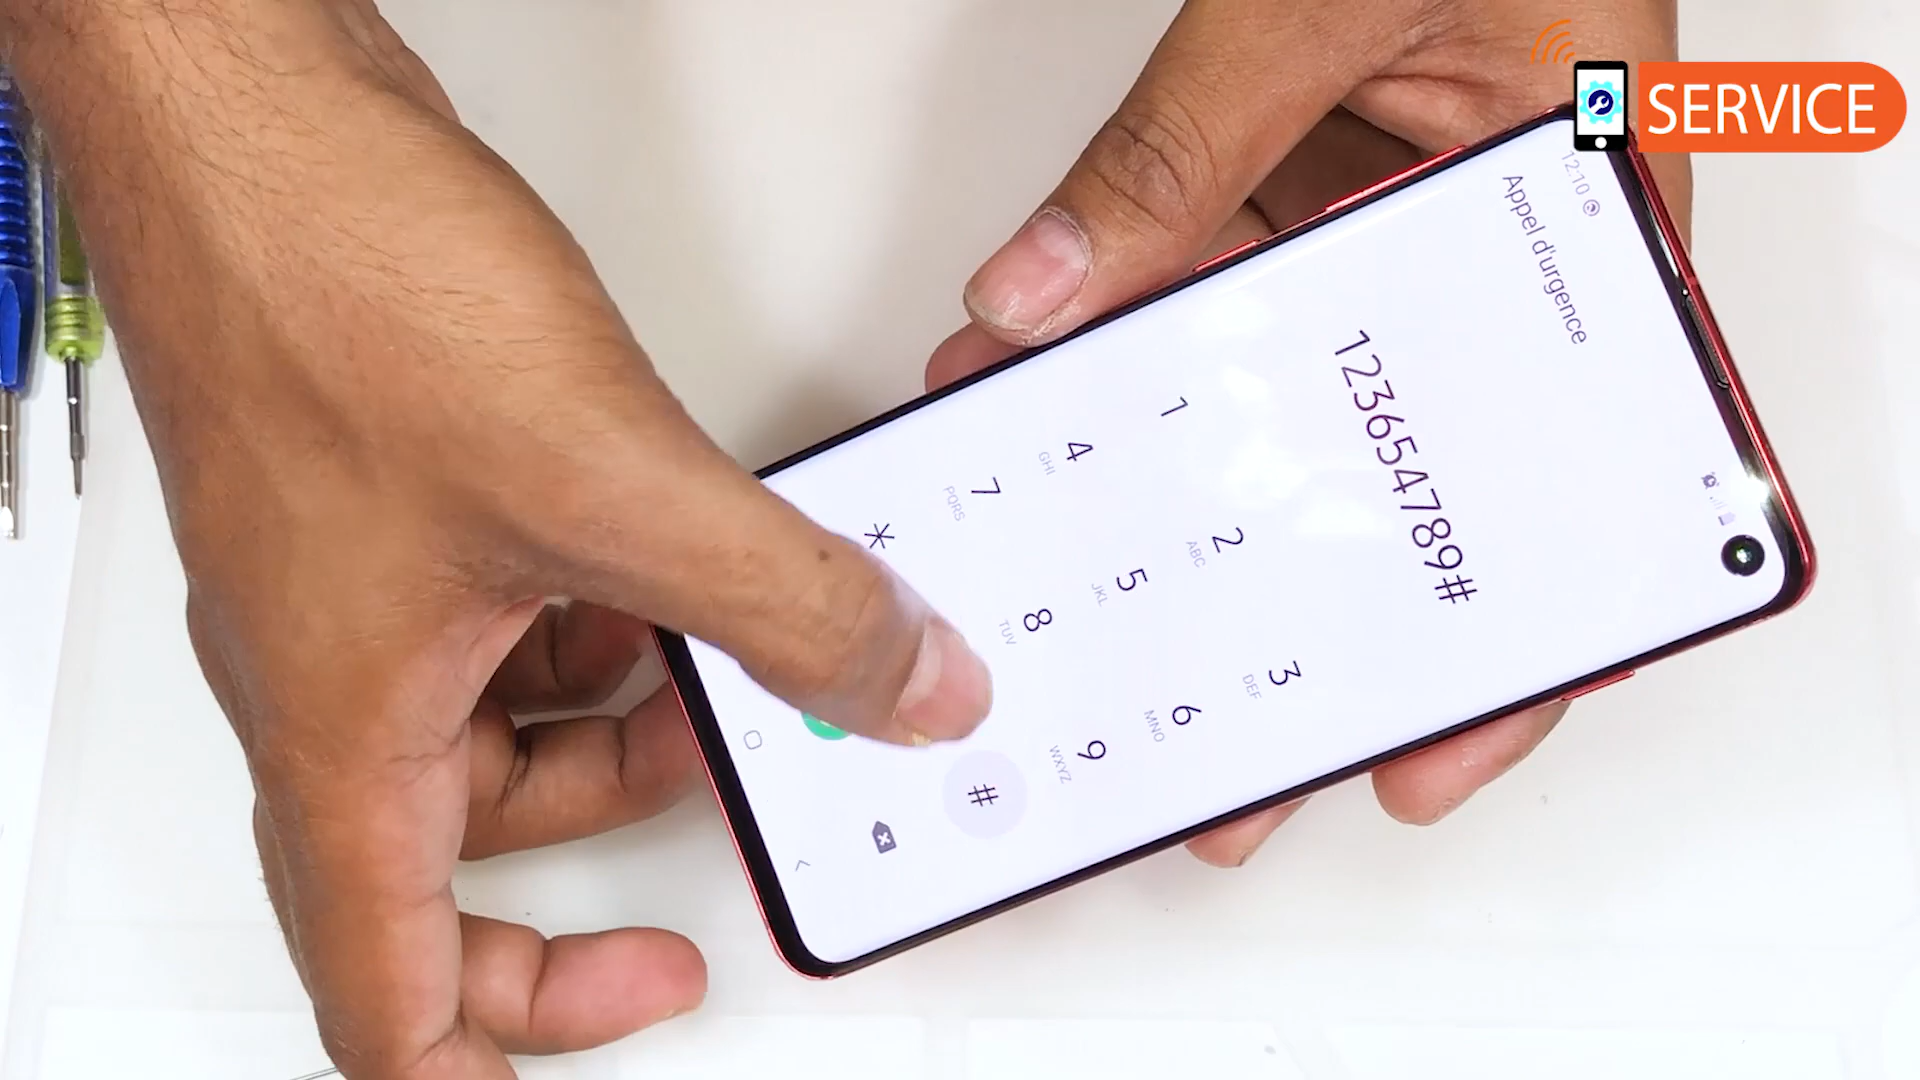 SERVICE
12:10
Appel d'urgence
123654789#
1
2
ABC
3
DEF
4
GHI
5
JKL
6
MNO
7
PQRS
8
TUV
9
WXYZ
*
#